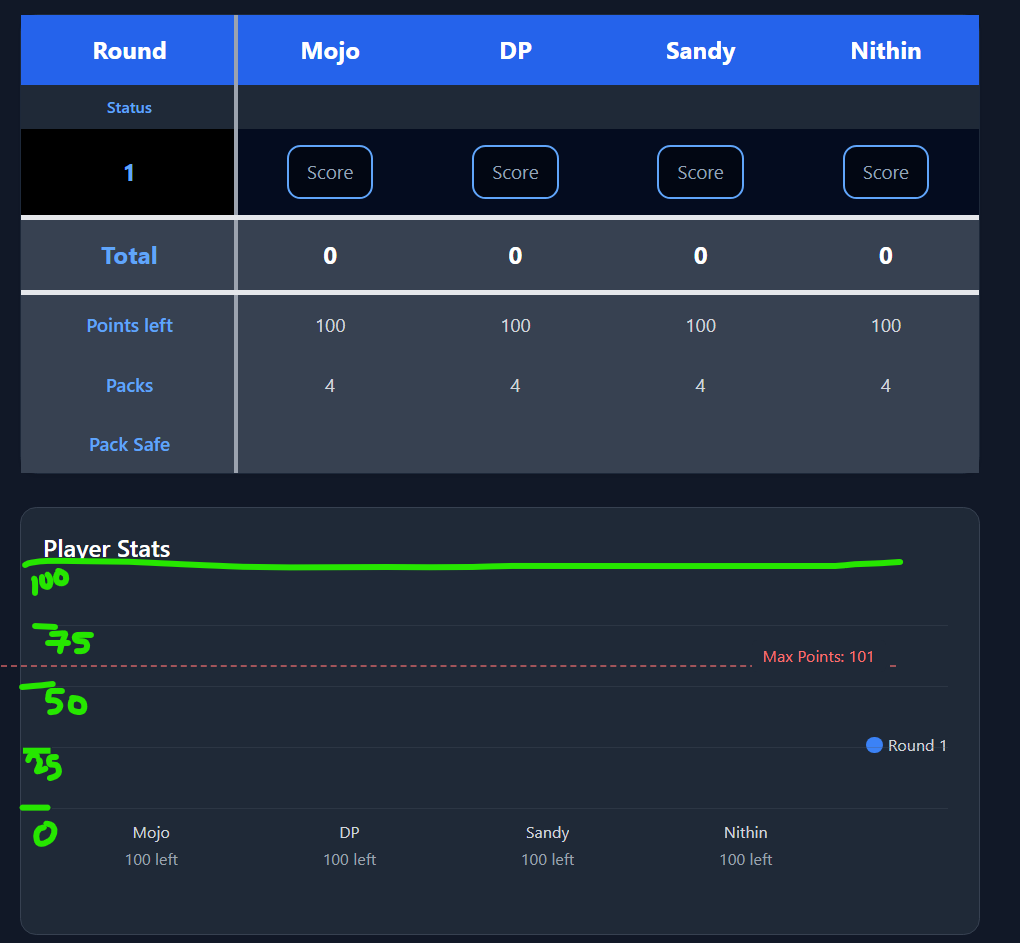 Round Mojo DP Sandy Nithin
Status
1 Score Score Score Score
Total 0 0 0 0
Points left 100 100 100 100
Packs 4 4 4 4
Pack Safe
Player Stats
100
75
Max Points: 101
50
Round 1
25
0
Mojo DP Sandy Nithin
100 left 100 left 100 left 100 left